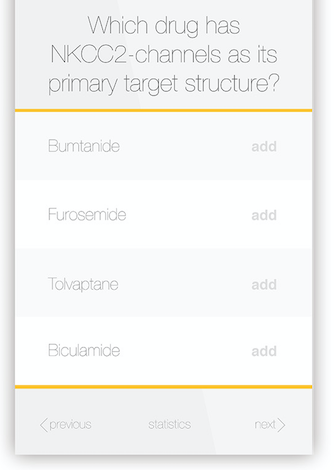 Which drug has
NKCC2-channels as its
primary target structure?
Bumtanide add
Furosemide add
Tolvaptane add
Biculamide add
previous statistics next